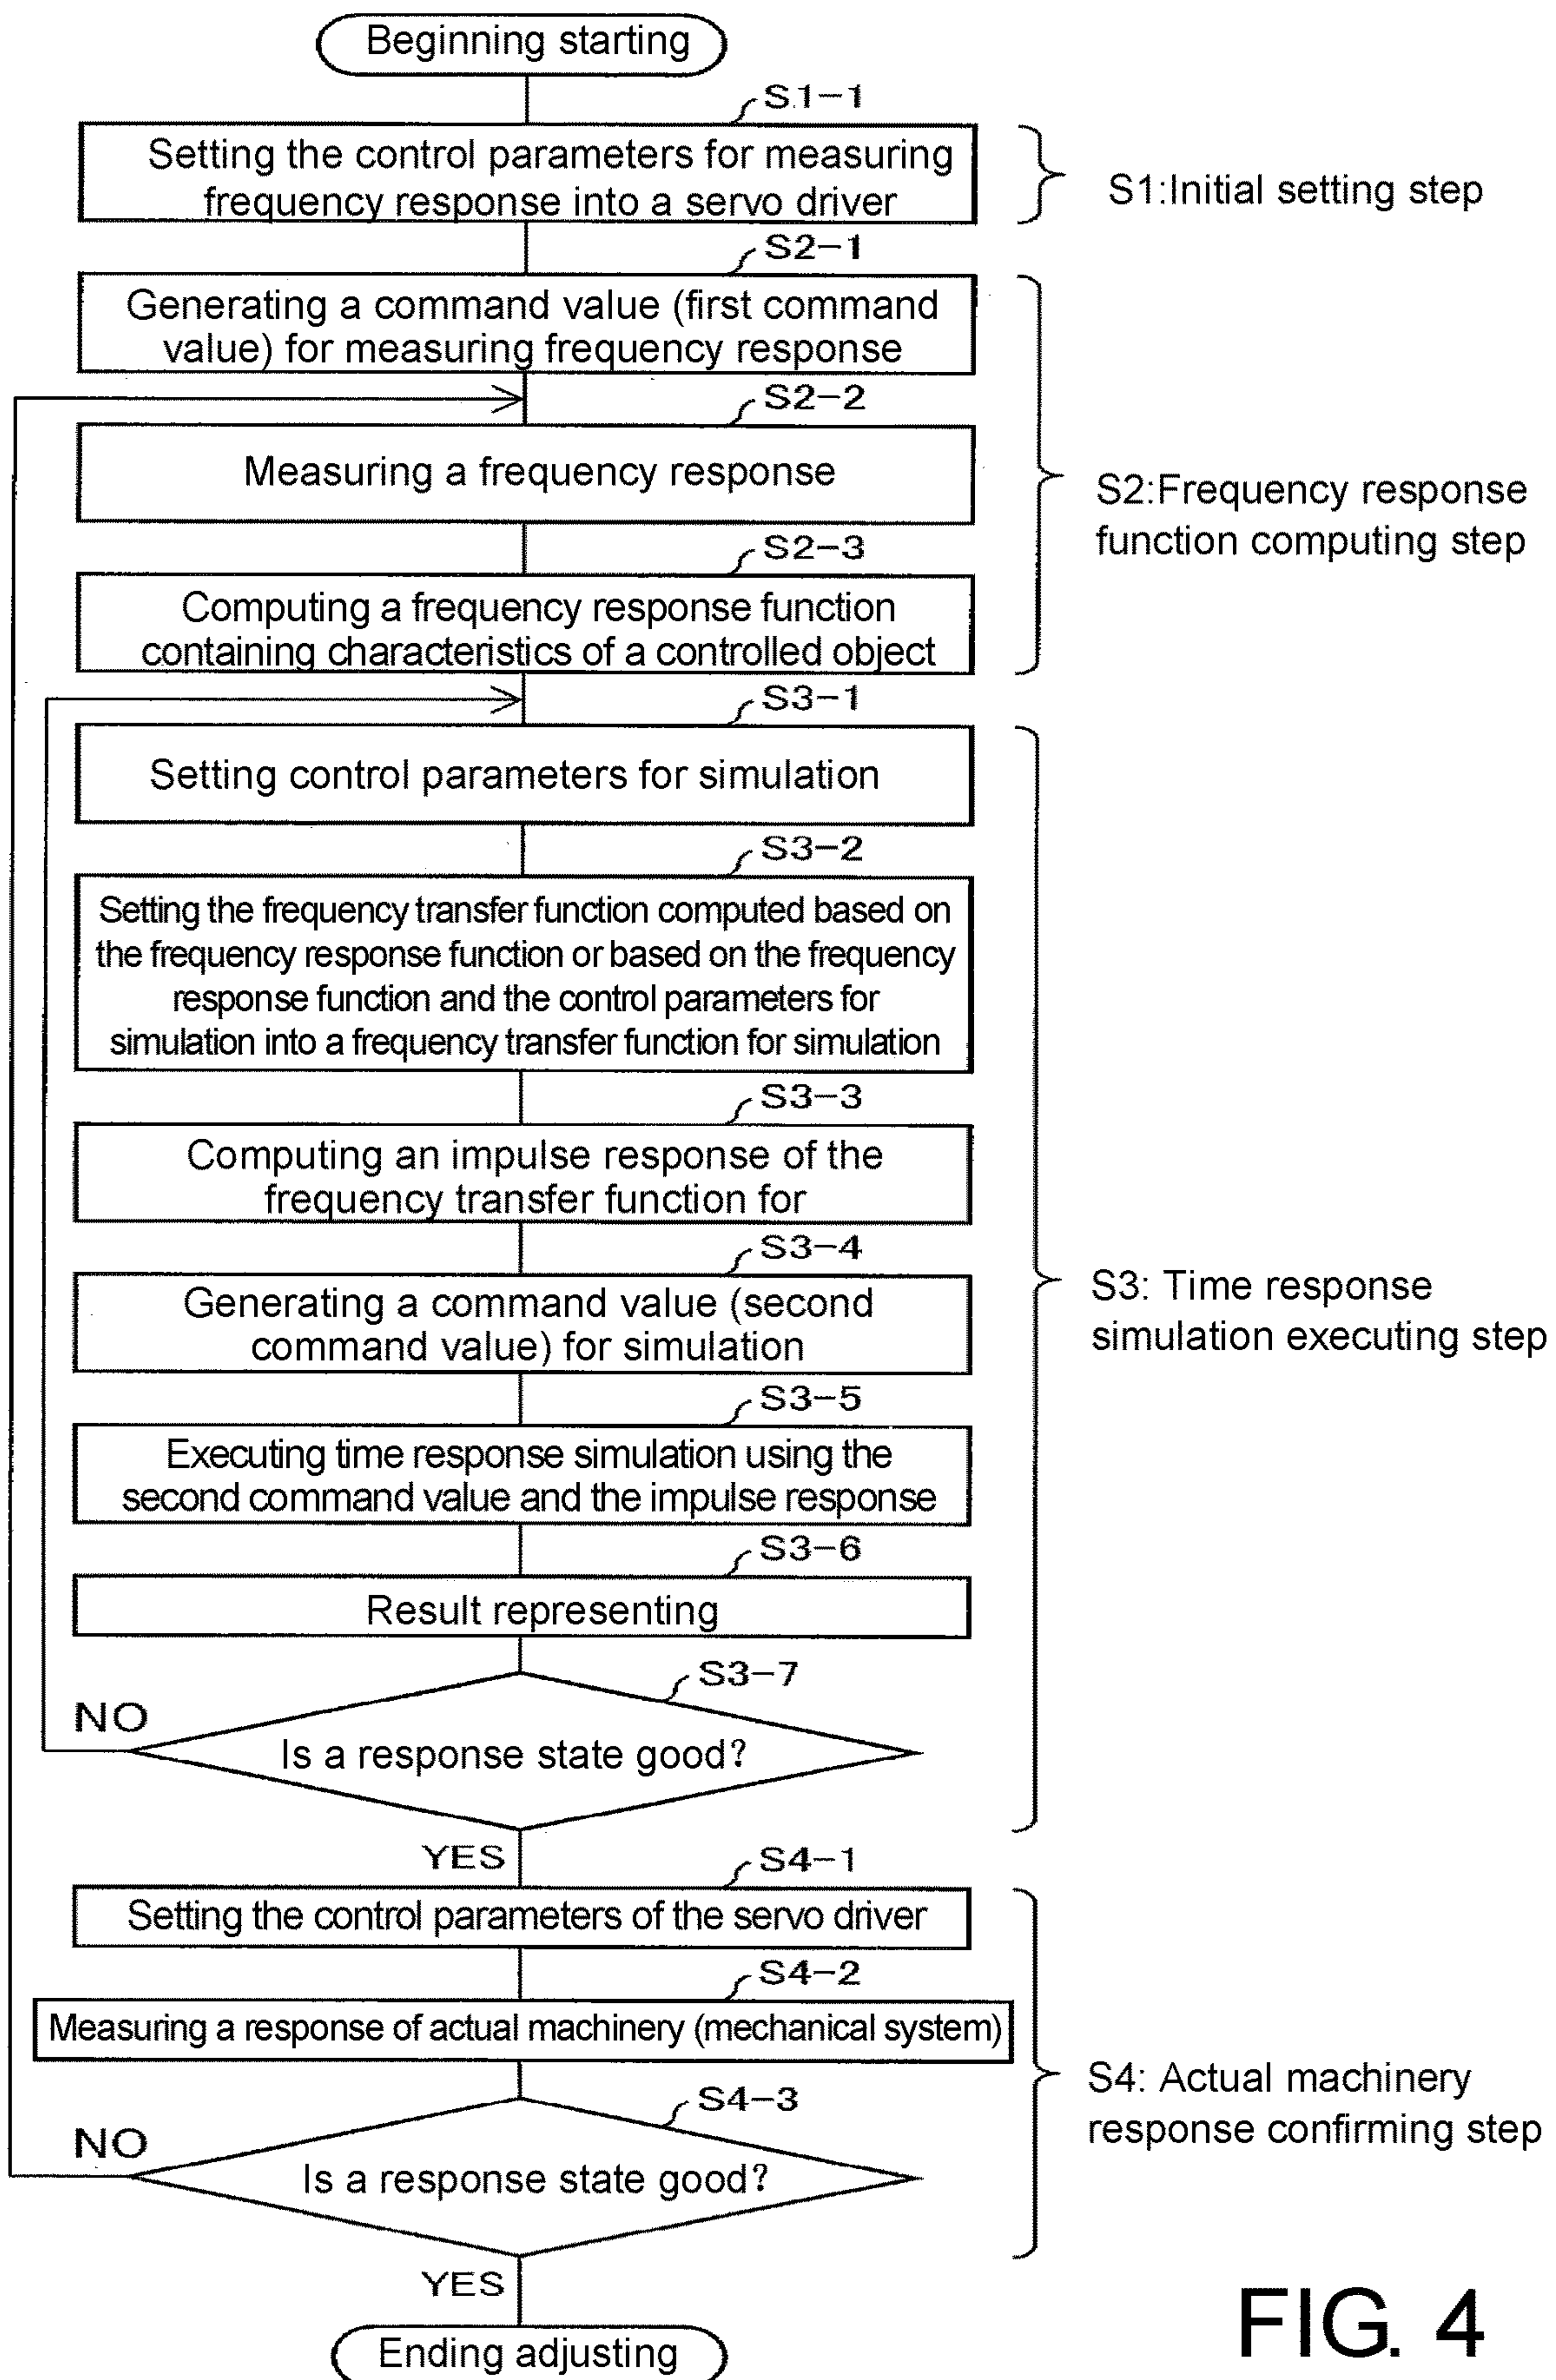 Beginning starting
S1-1
Setting the control parameters for measuring
frequency response into a servo driver
S1:Initial setting step
S2-1
Generating a command value (first command
value) for measuring frequency response
S2-2
Measuring a frequency response
S2:Frequency response
function computing step
S2-3
Computing a frequency response function
containing characteristics of a controlled object
S3-1
Setting control parameters for simulation
S3-2
Setting the frequency transfer function computed based on
the frequency response function or based on the frequency
response function and the control parameters for
simulation into a frequency transfer function for simulation
S3-3
Computing an impulse response of the
frequency transfer function for
S3-4
Generating a command value (second
command value) for simulation
S3: Time response
simulation executing step
S3-5
Executing time response simulation using the
second command value and the impulse response
S3-6
Result representing
S3-7
NO
Is a response state good?
YES
S4-1
Setting the control parameters of the servo driver
S4-2
Measuring a response of actual machinery (mechanical system)
S4: Actual machinery
response confirming step
S4-3
NO
Is a response state good?
YES
Ending adjusting
FIG. 4